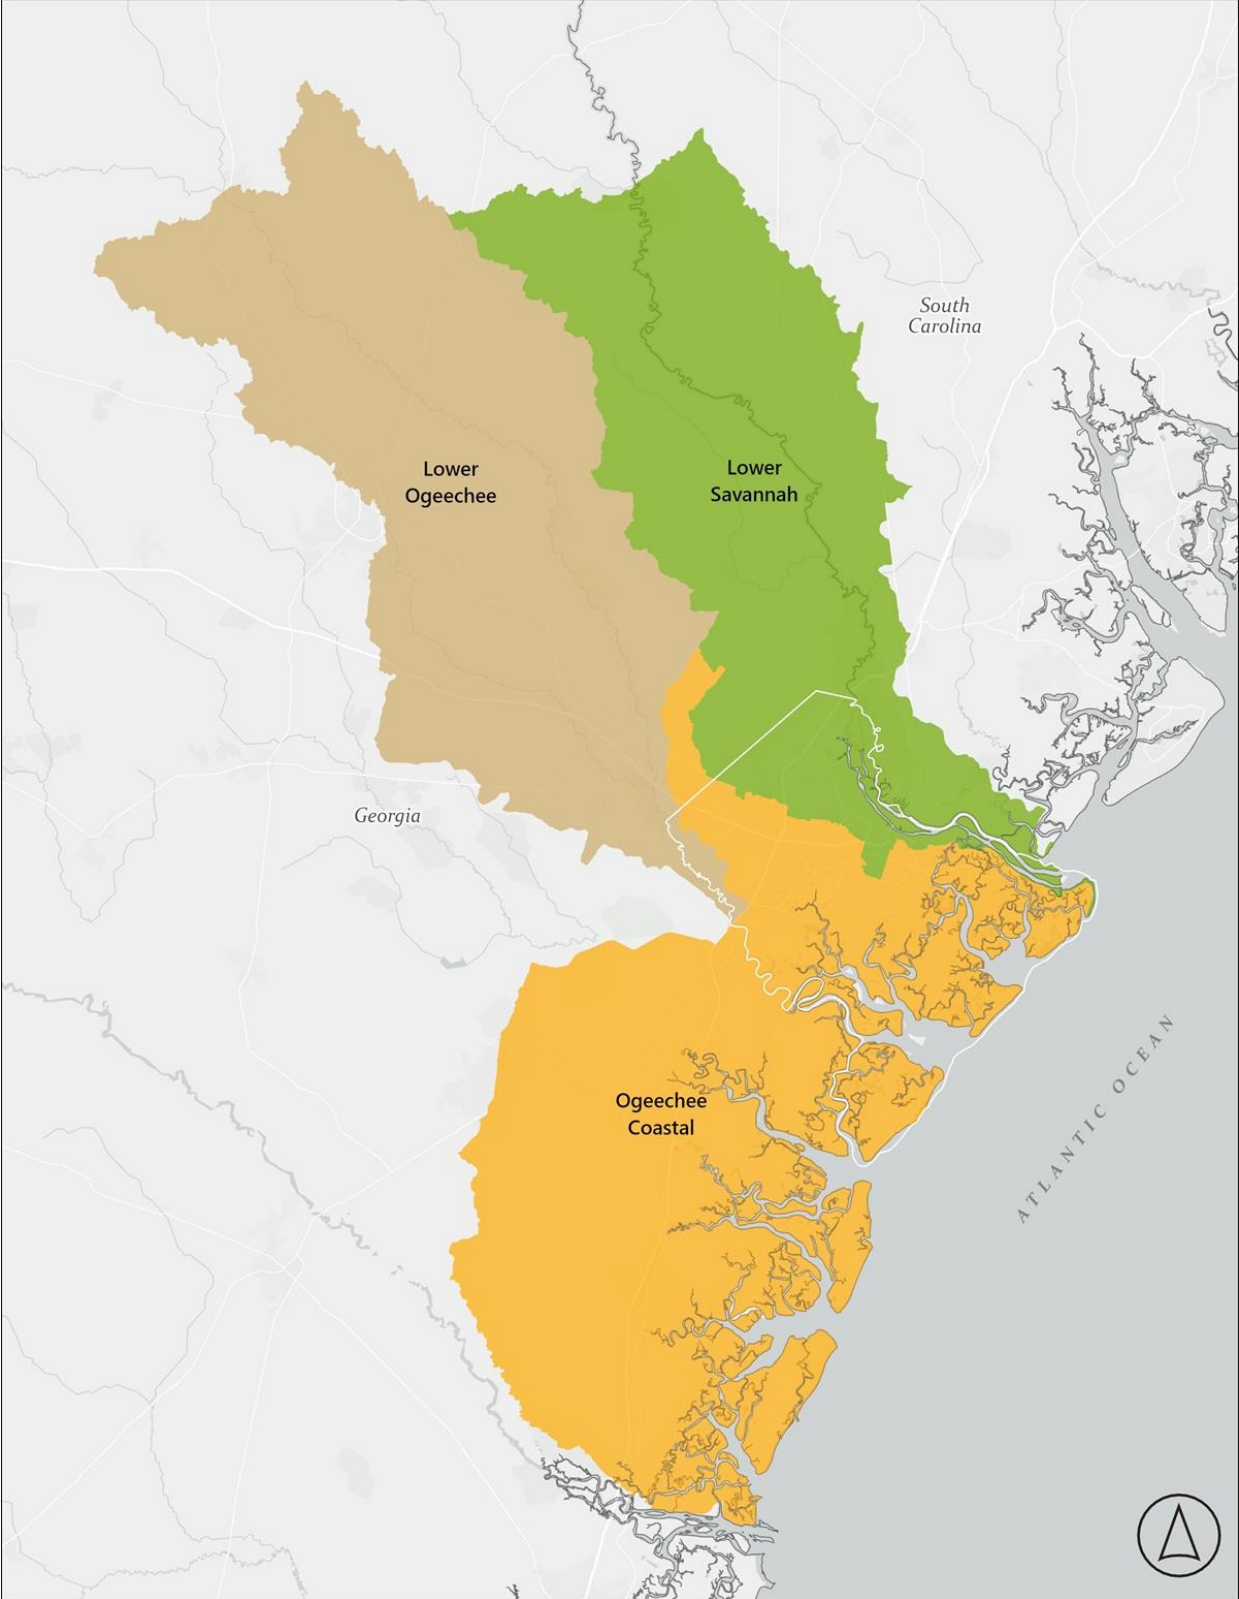 South
Carolina
Lower
Ogeechee
Lower
Savannah
Georgia
Ogeechee
Coastal
ATLANTIC OCEAN